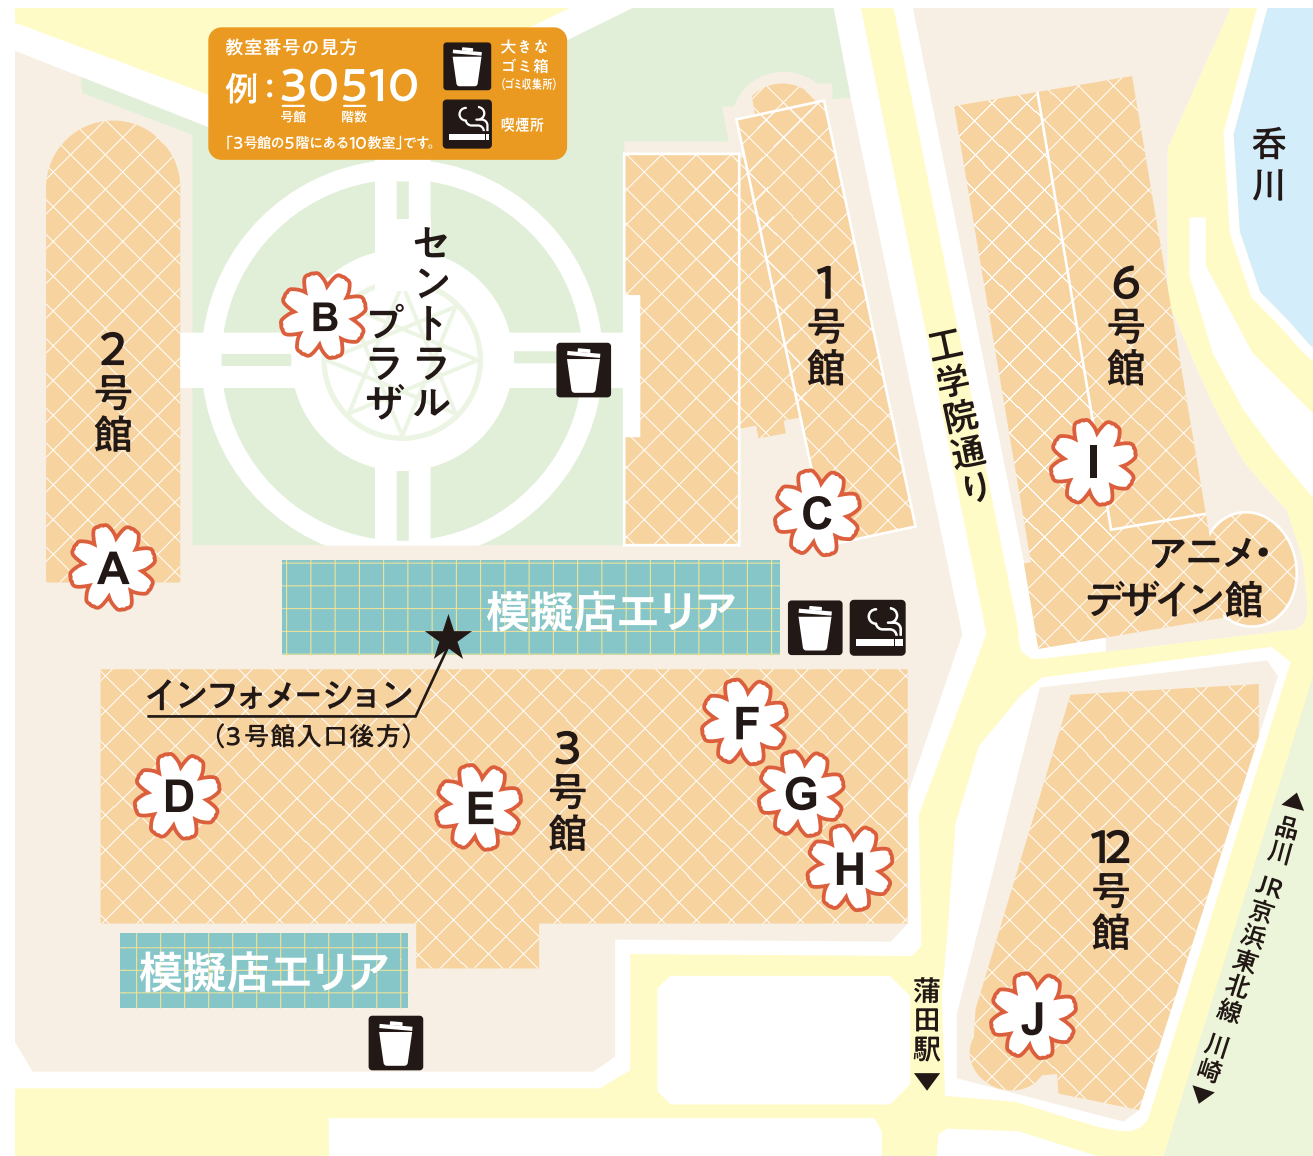 教室番号の見方
例：30510
号館
階数
「3号館の5階にある10教室」です。
大きな
ゴミ箱
(ゴミ収集所)
喫煙所
呑川
セントラル
プラザ
B
1号館
6号館
2号館
工学院通り
I
C
アニメ・
デザイン館
A
模擬店エリア
インフォメーション
(3号館入口後方)
F
3号館
D
E
G
H
12号館
品川 JR京浜東北線 川崎
模擬店エリア
蒲田駅
J